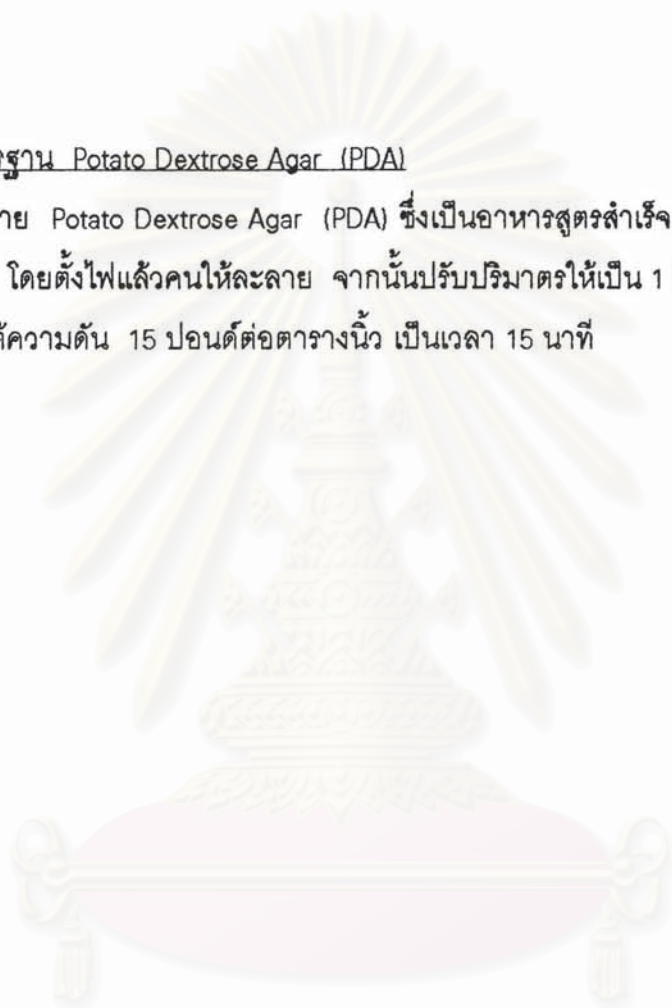 รฐาน Potato Dextrose Agar (PDA)
าย Potato Dextrose Agar (PDA) ซึ่งเป็นอาหารสูตรสำเร็จ
โดยตั้งไฟแล้วคนให้ละลาย จากนั้นปรับปริมาตรให้เป็น 1
ความดัน 15 ปอนด์ต่อตารางนิ้ว เป็นเวลา 15 นาที